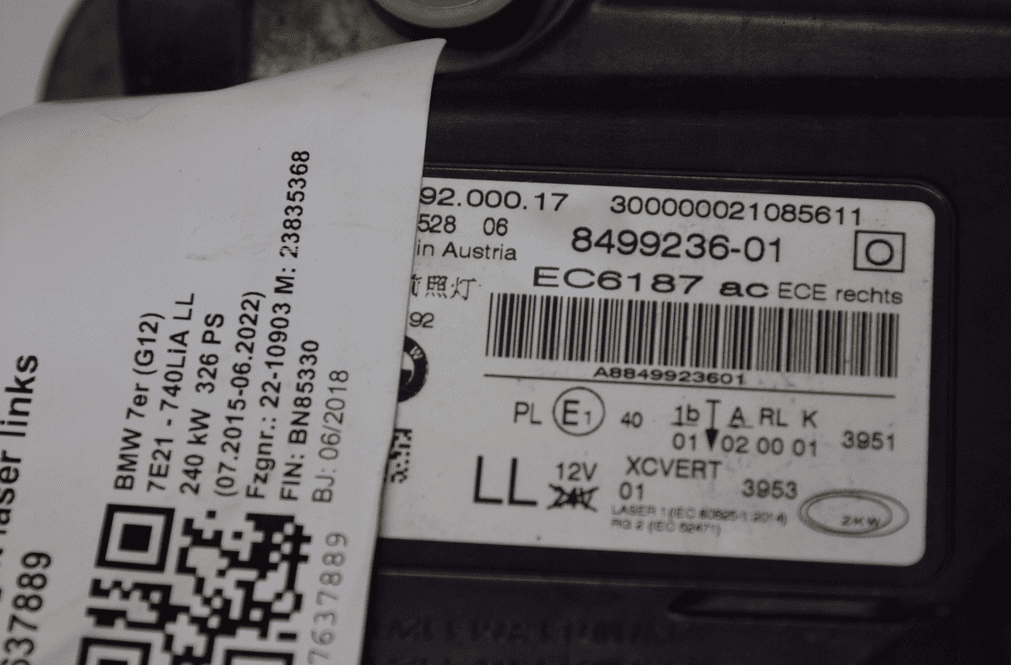 BMW 7er (G12)
7E21 - 740LiA LL
240 kW 326 PS
(07.2015-06.2022)
Fzgnr.: 22-10903 M: 23835368
FIN: BN85330
BJ: 06/2018
7637889
aser links
637889
92.000.17 300000021085611
528 06
8499236-01
in Austria
照灯
EC6187 ac ECE rechts
92
A8849923601
PL E1 40 1b A RL K
01 02 00 01 3951
LL 12V XCVERT
24V 01 3953
LASER 1 (IEC 60825-1:2014)
RG 2 (IEC 62471)
ZKW
O